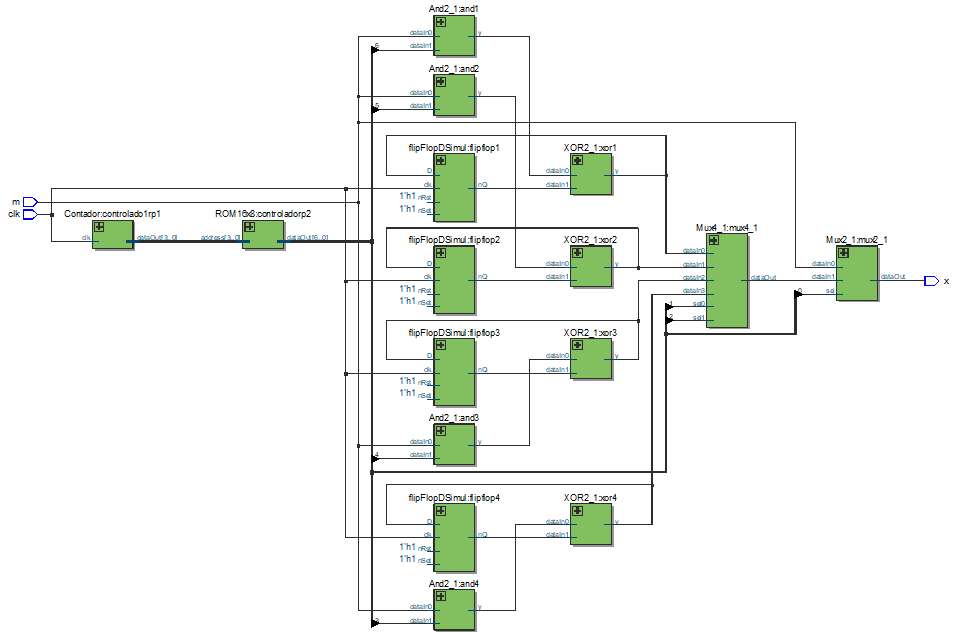 And2_1:and1
dataIn0
dataIn1
y
6
And2_1:and2
dataIn0
dataIn1
y
5
flipFlopDSimul:flipflop1
D
clk
1'h1 nRst
1'h1 nSet
nQ
XOR2_1:xor1
dataIn0
dataIn1
y
m
clk
Contador:controlado1rp1
clk
dataOut[3..0]
ROM16x8:controladorp2
address[3..0]
dataOut[6..0]
flipFlopDSimul:flipflop2
D
clk
1'h1 nRst
1'h1 nSet
nQ
XOR2_1:xor2
dataIn0
dataIn1
y
Mux4_1:mux4_1
dataIn0
dataIn1
dataIn2
dataIn3
sel0
sel1
dataOut
1
Mux2_1:mux2_1
dataIn0
dataIn1
sel
dataOut
0
x
flipFlopDSimul:flipflop3
D
clk
1'h1 nRst
1'h1 nSet
nQ
XOR2_1:xor3
dataIn0
dataIn1
y
And2_1:and3
dataIn0
dataIn1
y
4
flipFlopDSimul:flipflop4
D
clk
1'h1 nRst
1'h1 nSet
nQ
XOR2_1:xor4
dataIn0
dataIn1
y
And2_1:and4
dataIn0
dataIn1
y